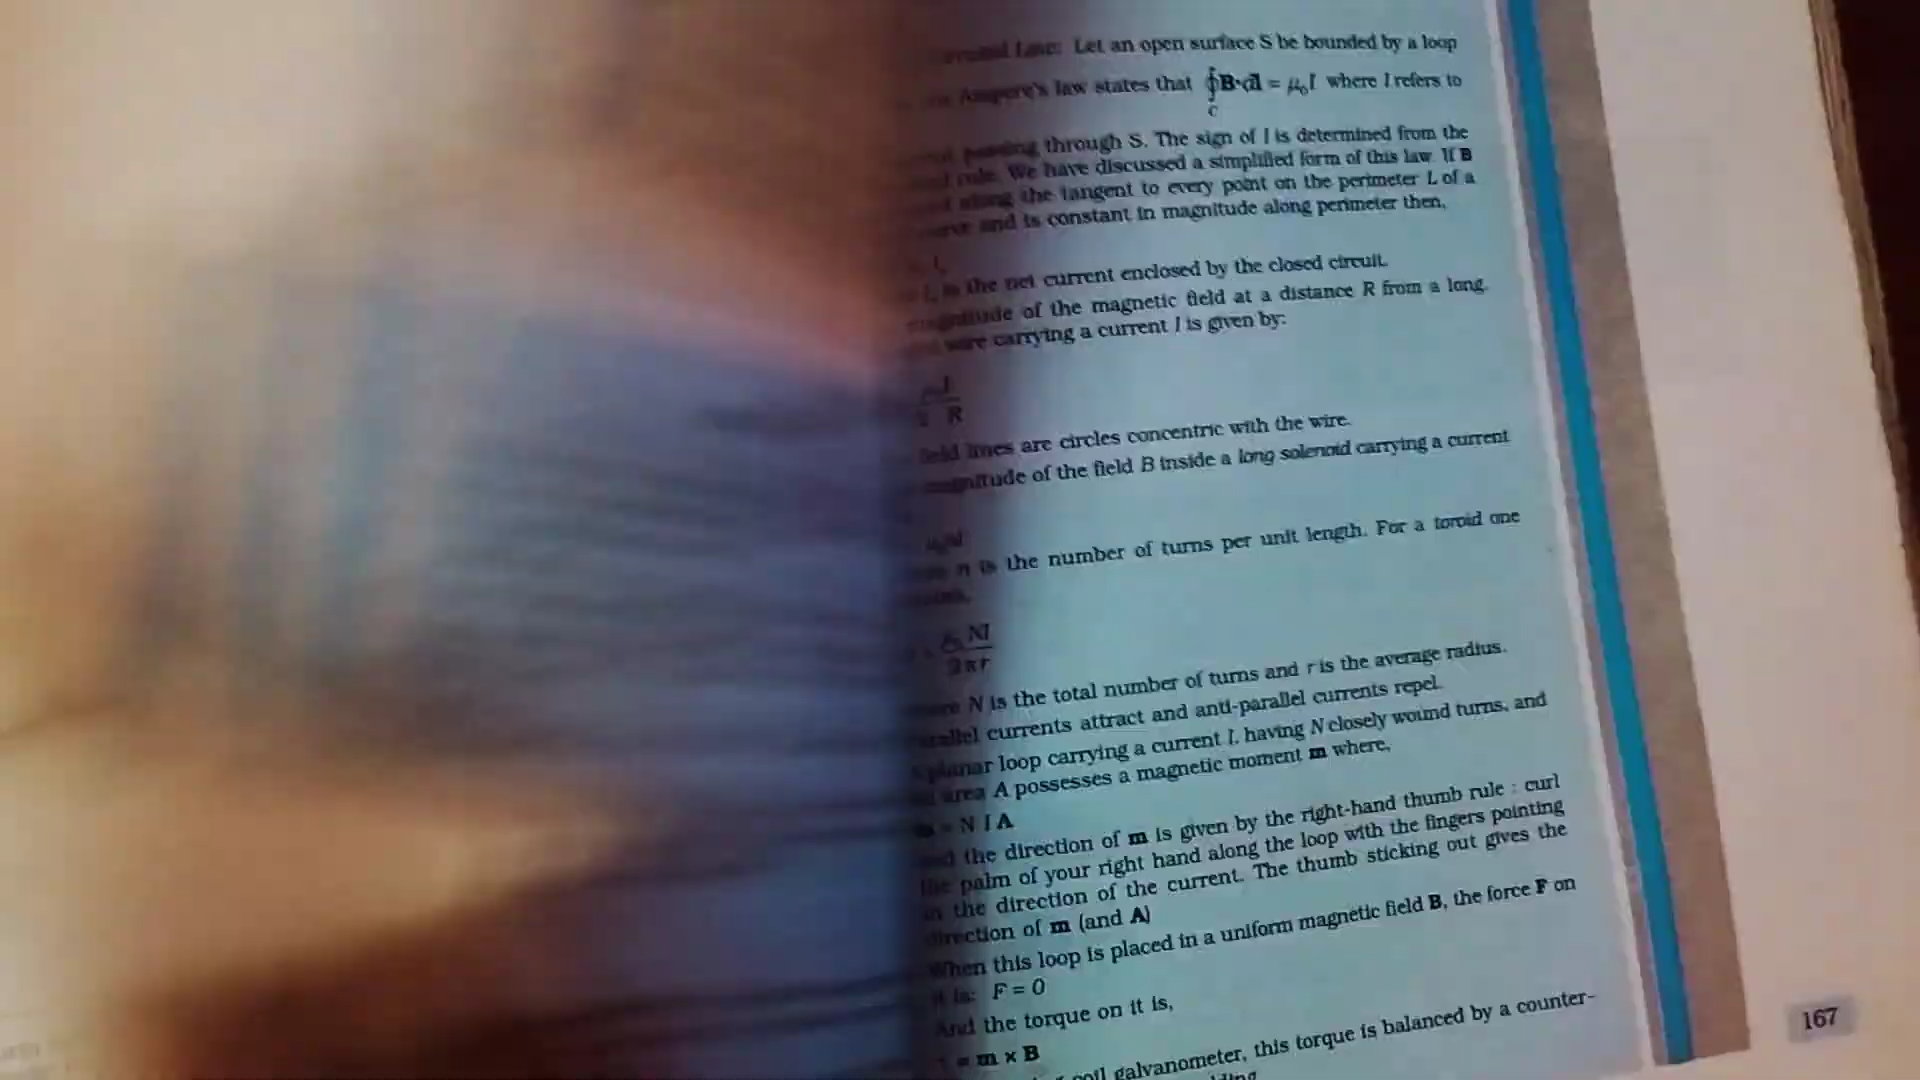 Law: Let an open surface S be bounded by a loop
Ampere's law states that ∮B·dl = μ₀I where I refers to
C
passing through S. The sign of I is determined from the
rule. We have discussed a simplified form of this law. If B
along the tangent to every point on the perimeter L of a
and is constant in magnitude along perimeter then,
is the net current enclosed by the closed circuit.
magnitude of the magnetic field at a distance R from a long,
wire carrying a current I is given by:
R
field lines are circles concentric with the wire.
magnitude of the field B inside a long solenoid carrying a current
n is the number of turns per unit length. For a toroid one
NI
2πr
N is the total number of turns and r is the average radius.
parallel currents attract and anti-parallel currents repel.
planar loop carrying a current I, having N closely wound turns, and
area A possesses a magnetic moment m where,
= N I A
and the direction of m is given by the right-hand thumb rule : curl
the palm of your right hand along the loop with the fingers pointing
in the direction of the current. The thumb sticking out gives the
direction of m (and A)
When this loop is placed in a uniform magnetic field B, the force F on
it is: F = 0
And the torque on it is,
= m × B
coil galvanometer, this torque is balanced by a counter-
167